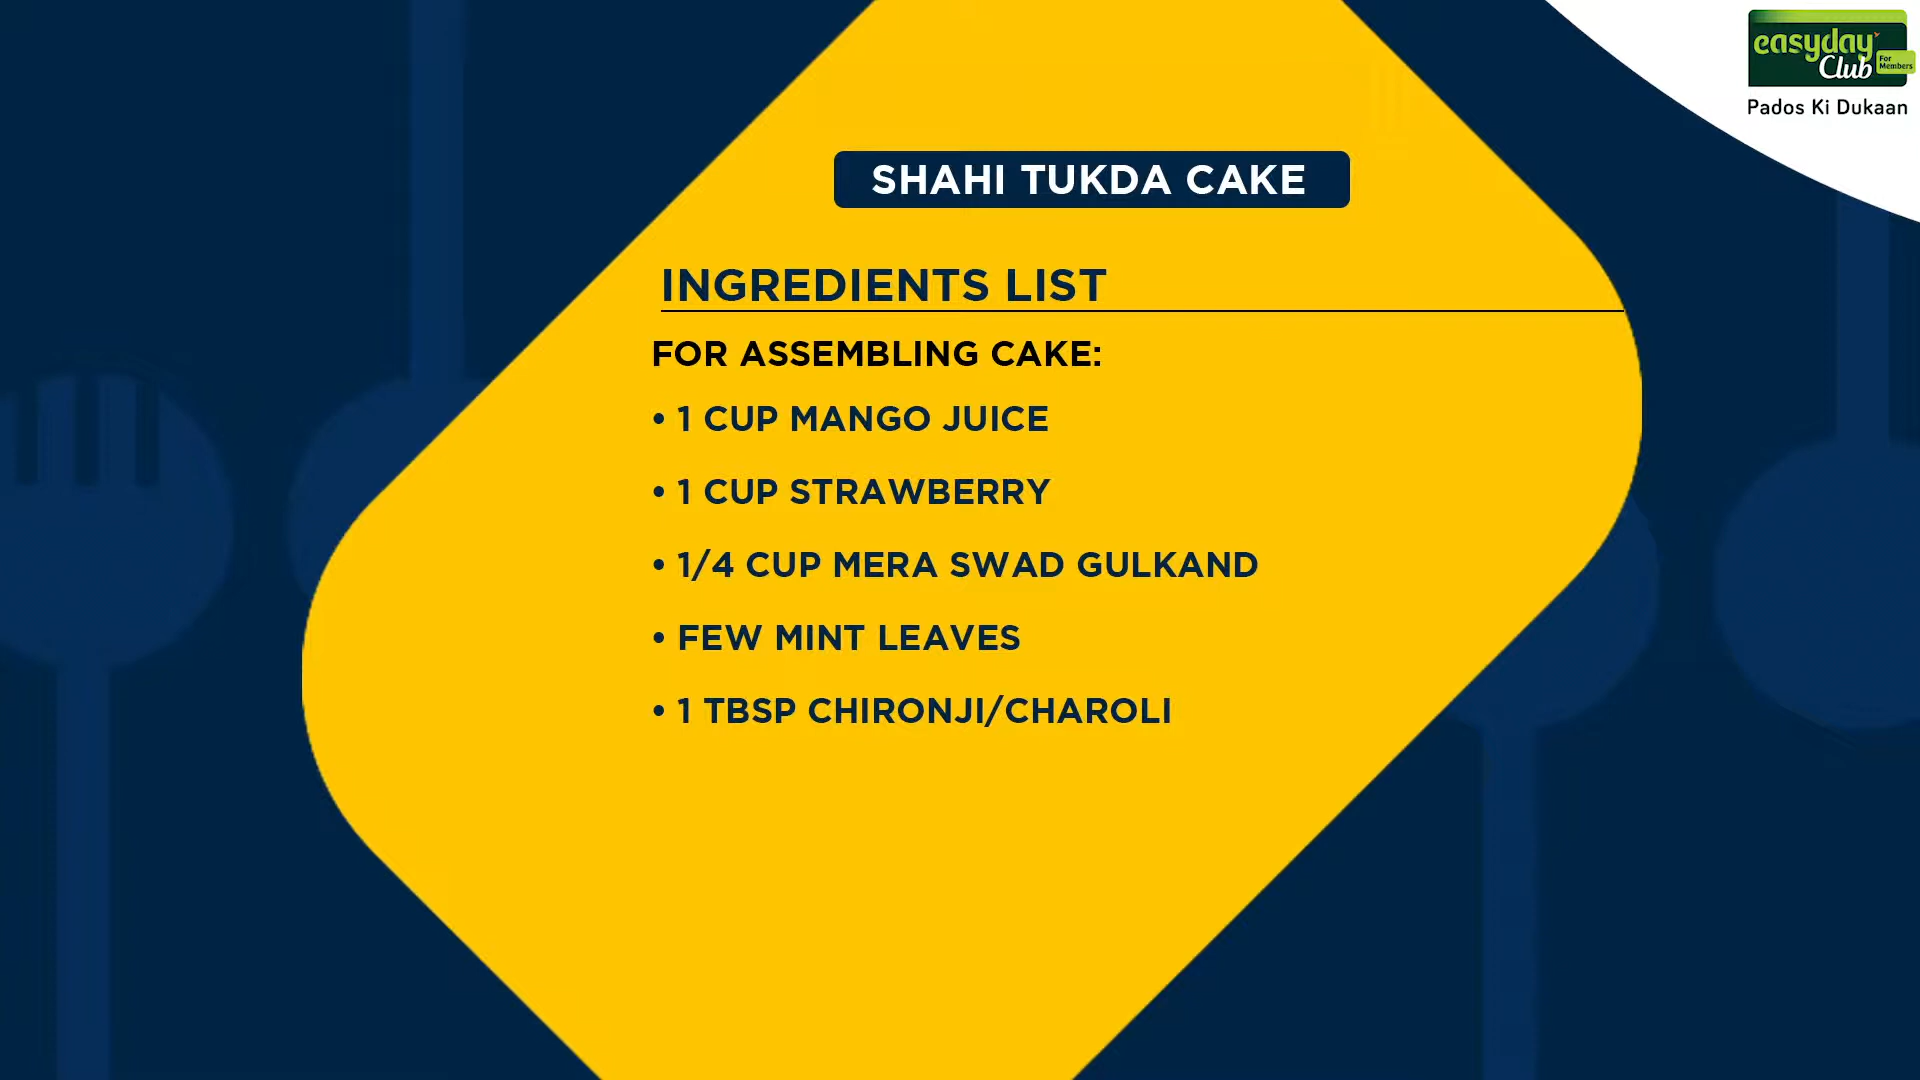 easyday
Club
For
Members
Pados Ki Dukaan
SHAHI TUKDA CAKE
INGREDIENTS LIST
FOR ASSEMBLING CAKE:
• 1 CUP MANGO JUICE
• 1 CUP STRAWBERRY
• 1/4 CUP MERA SWAD GULKAND
• FEW MINT LEAVES
• 1 TBSP CHIRONJI/CHAROLI